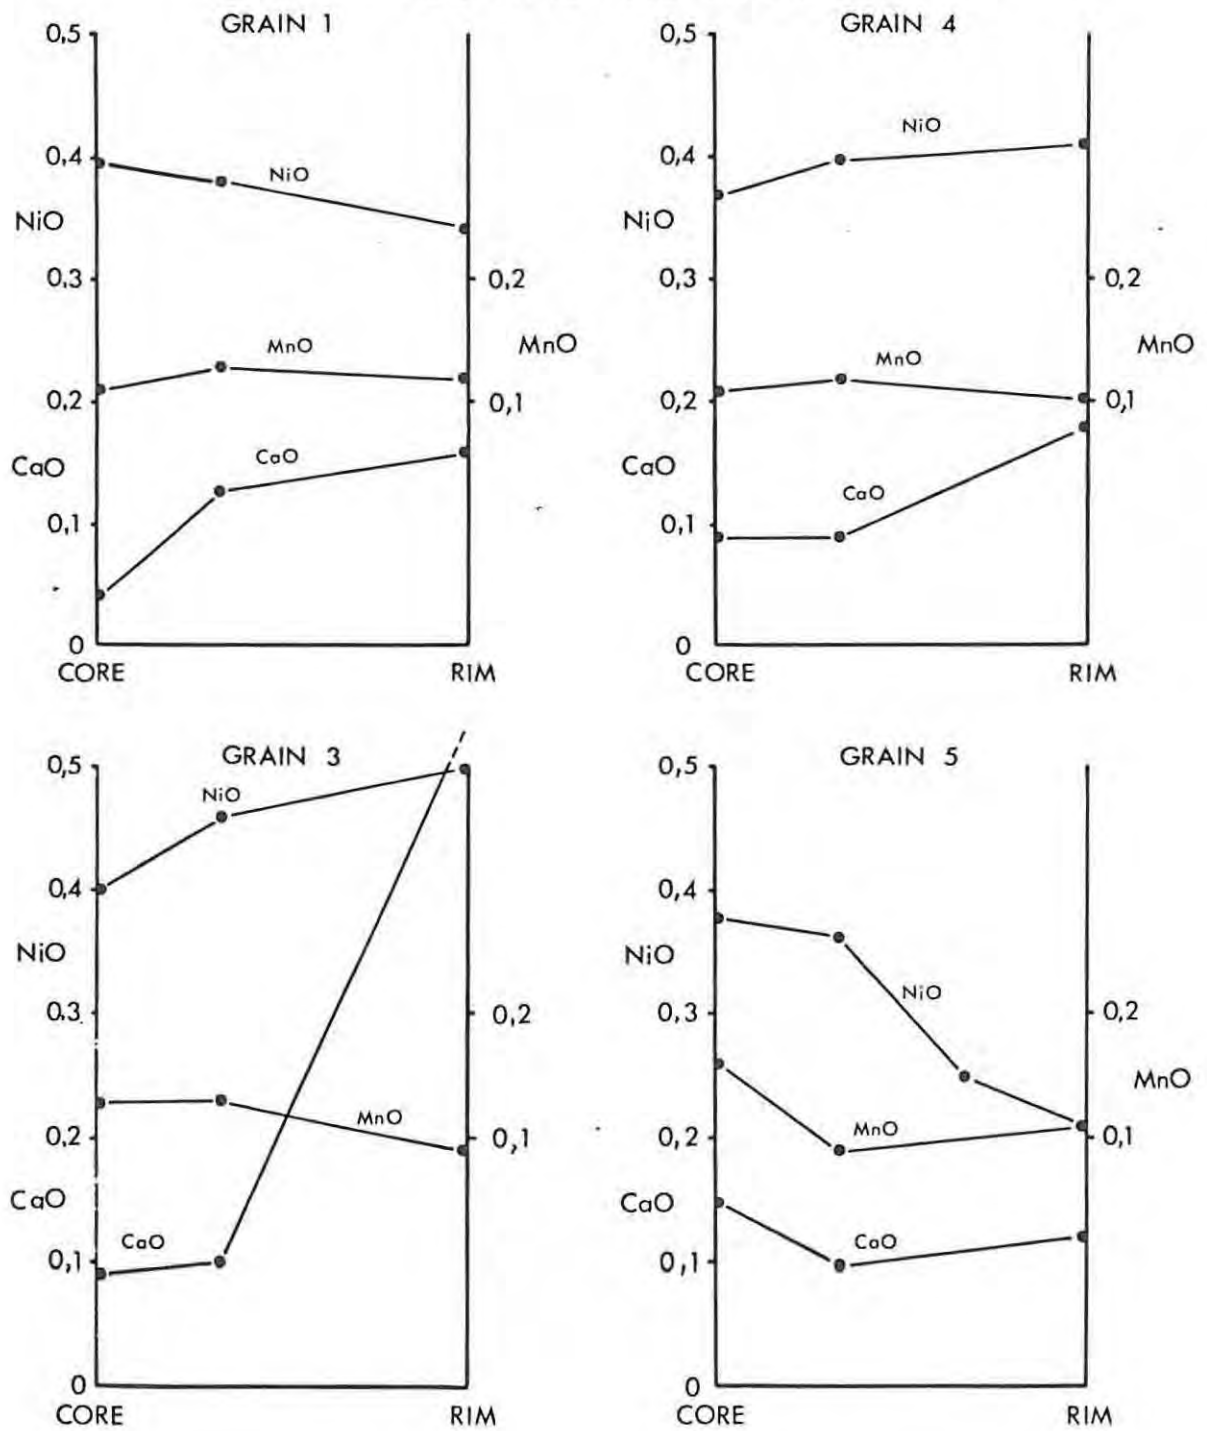 GRAIN 1
0,5
0,4
NiO
0,3
0,2
CaO
0,1
0
NiO
MnO
CaO
0,2
MnO
0,1
CORE RIM
GRAIN 4
0,5
0,4
NiO
0,3
0,2
CaO
0,1
0
NiO
MnO
CaO
0,2
MnO
0,1
CORE RIM
GRAIN 3
0,5
0,4
NiO
0,3
0,2
CaO
0,1
0
NiO
MnO
CaO
0,2
0,1
CORE RIM
GRAIN 5
0,5
0,4
NiO
0,3
0,2
CaO
0,1
0
NiO
MnO
CaO
0,2
MnO
0,1
CORE RIM